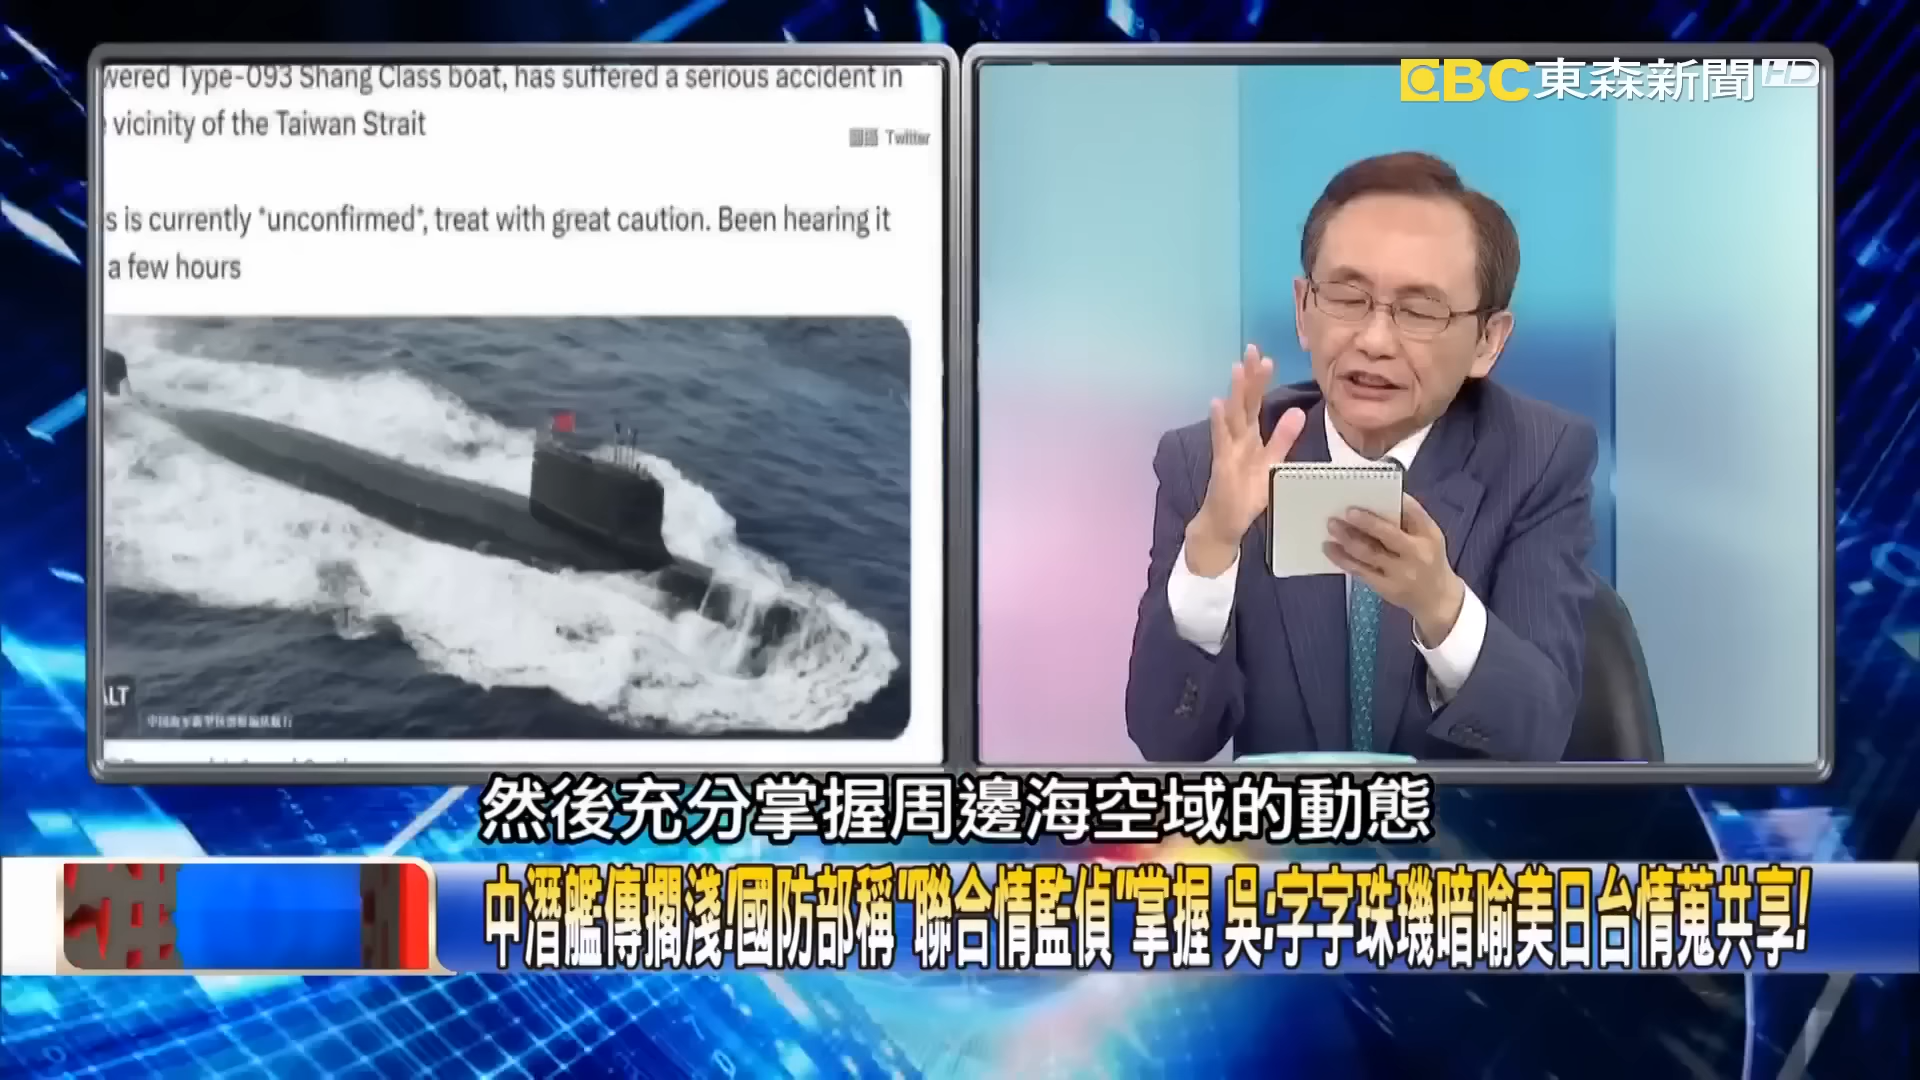 EBC東森新聞HD
wered Type-093 Shang Class boat, has suffered a serious accident in
vicinity of the Taiwan Strait
Twitter
s is currently *unconfirmed*, treat with great caution. Been hearing it
a few hours
ALT
然後充分掌握周邊海空域的動態
中潛艦傳擱淺!國防部稱"聯合情監偵"掌握 吳:字字珠璣暗喻美日台情蒐共享!